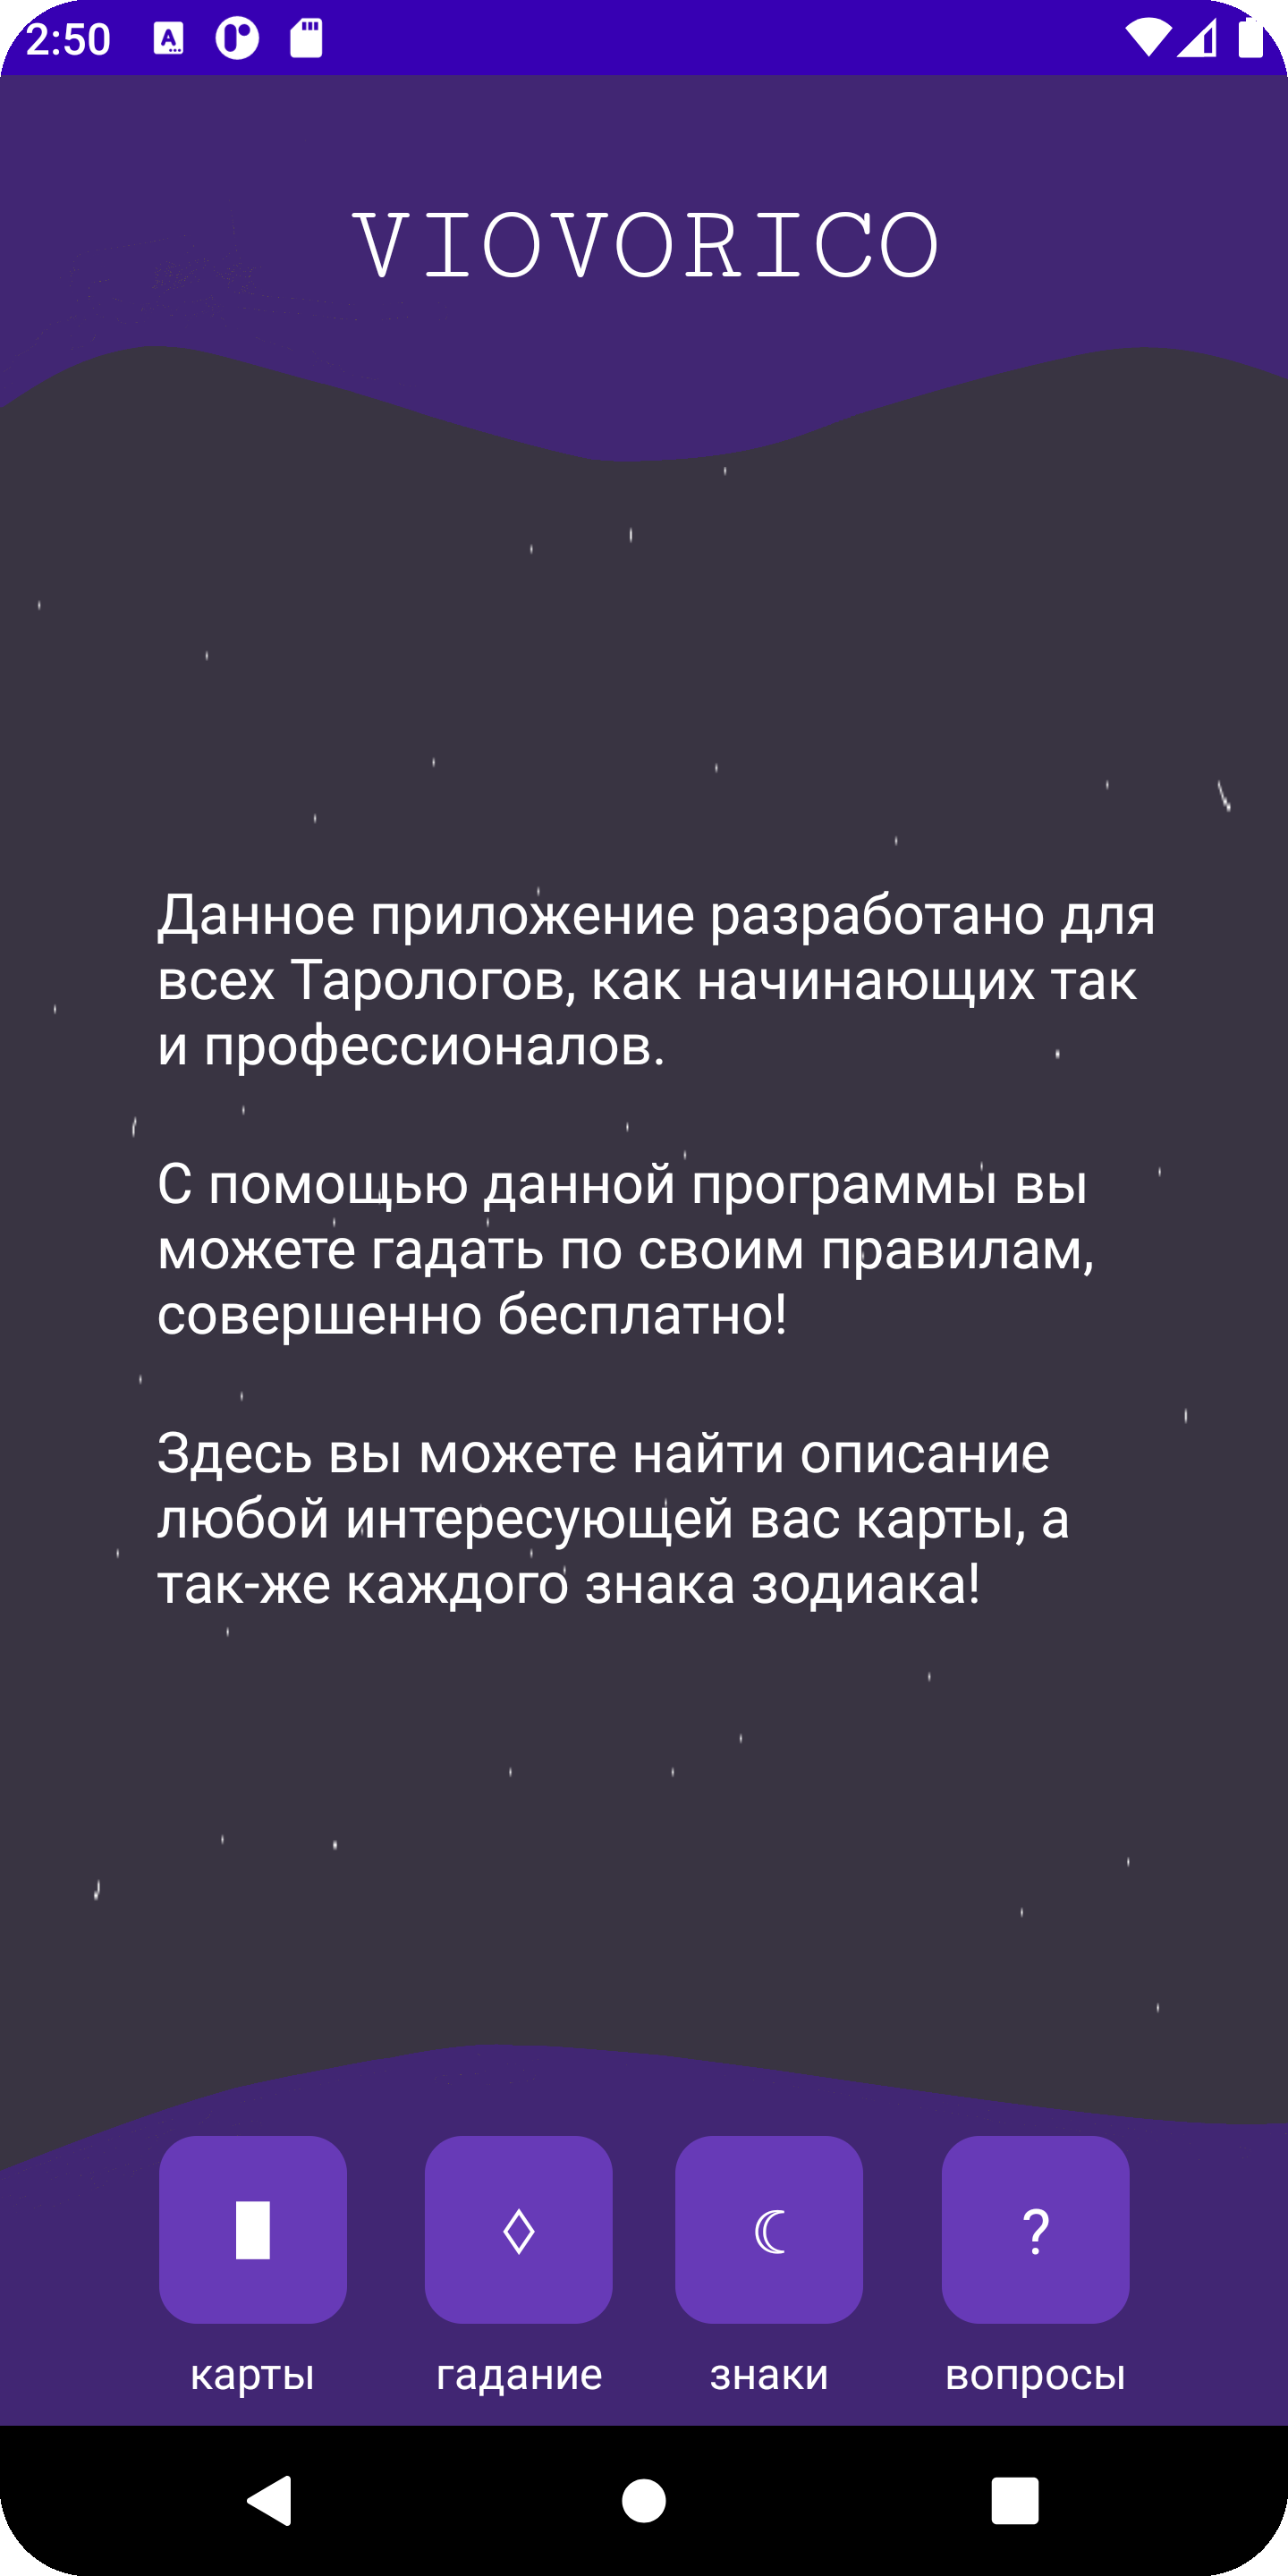 2:50
VIOVORICO
Данное приложение разработано для
всех Тарологов, как начинающих так
и профессионалов.
С помощью данной программы вы
можете гадать по своим правилам,
совершенно бесплатно!
Здесь вы можете найти описание
любой интересующей вас карты, а
так-же каждого знака зодиака!
?
карты гадание знаки вопросы